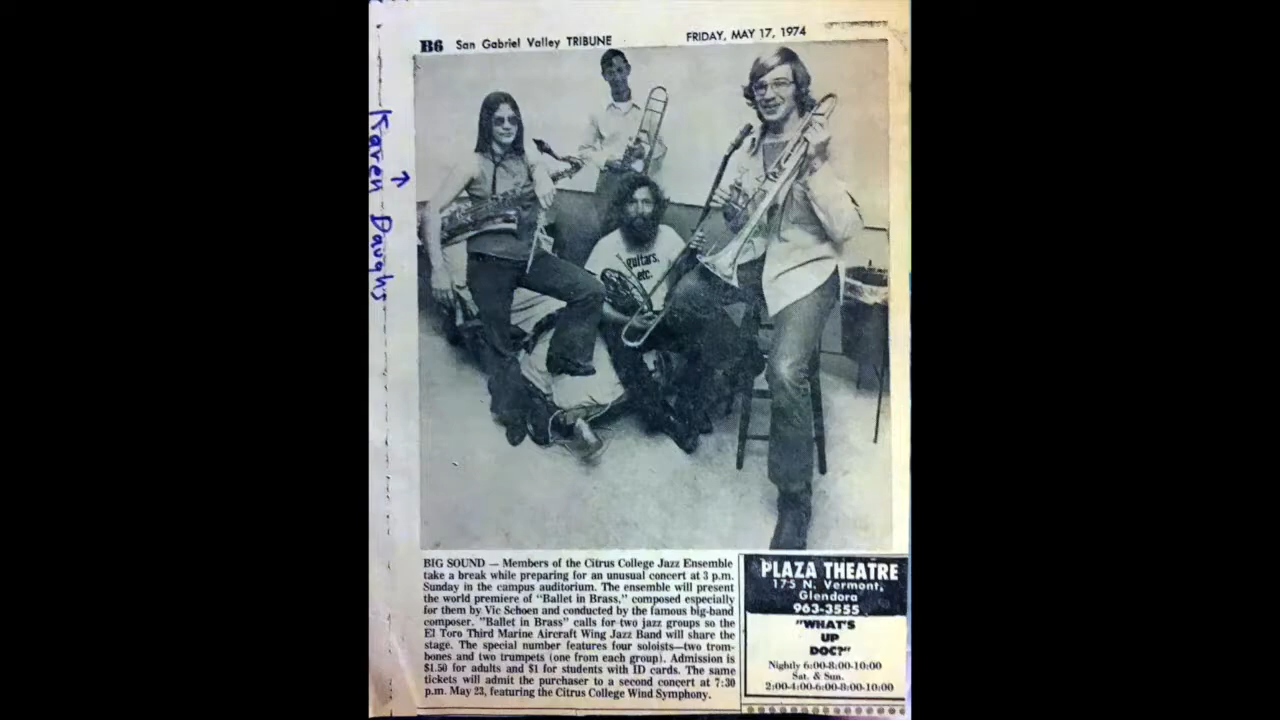 B6 San Gabriel Valley TRIBUNE
FRIDAY, MAY 17, 1974
Karen Baughs
guitars,
etc.
BIG SOUND — Members of the Citrus College Jazz Ensemble
take a break while preparing for an unusual concert at 3 p.m.
Sunday in the campus auditorium. The ensemble will present
the world premiere of "Ballet in Brass," composed especially
for them by Vic Schoen and conducted by the famous big-band
composer. "Ballet in Brass" calls for two jazz groups so the
El Toro Third Marine Aircraft Wing Jazz Band will share the
stage. The special number features four soloists—two trom-
bones and two trumpets (one from each group). Admission is
$1.50 for adults and $1 for students with ID cards. The same
tickets will admit the purchaser to a second concert at 7:30
p.m. May 23, featuring the Citrus College Wind Symphony.
PLAZA THEATRE
175 N. Vermont,
Glendora
963-3555
"WHAT'S
UP
DOC?"
Nightly 6:00-8:00-10:00
Sat. & Sun.
2:00-4:00-6:00-8:00-10:00